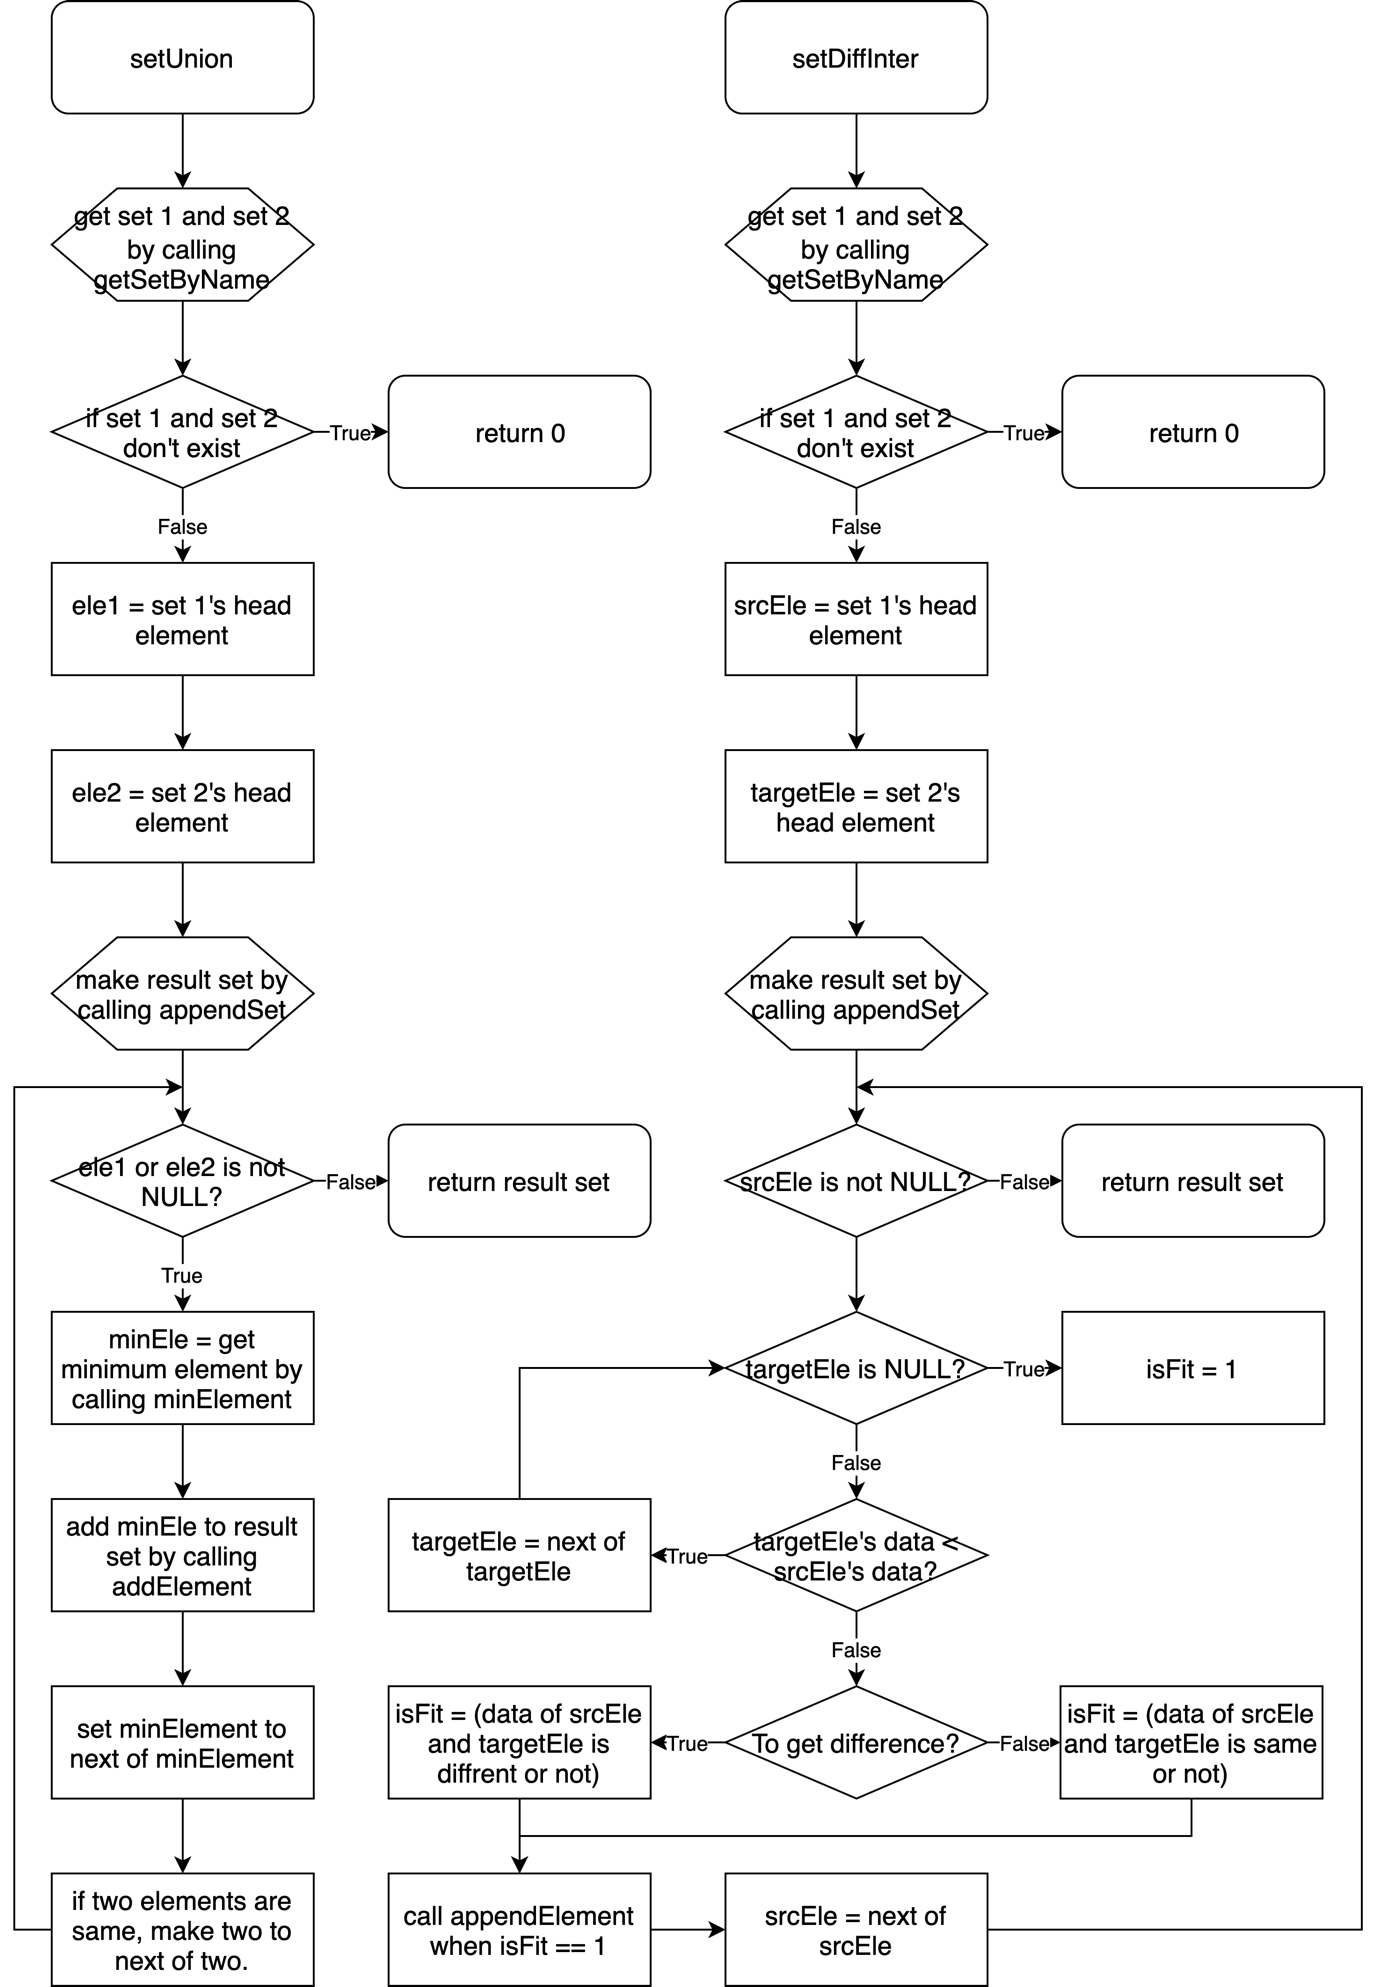 setUnion
get set 1 and set 2
by calling
getSetByName
if set 1 and set 2
don't exist
True
return 0
False
ele1 = set 1's head
element
ele2 = set 2's head
element
make result set by
calling appendSet
ele1 or ele2 is not
NULL?
False
return result set
True
minEle = get
minimum element by
calling minElement
add minEle to result
set by calling
addElement
set minElement to
next of minElement
if two elements are
same, make two to
next of two.
setDiffInter
get set 1 and set 2
by calling
getSetByName
if set 1 and set 2
don't exist
True
return 0
False
srcEle = set 1's head
element
targetEle = set 2's
head element
make result set by
calling appendSet
srcEle is not NULL?
False
return result set
targetEle is NULL?
True
isFit = 1
False
targetEle's data <
srcEle's data?
True
targetEle = next of
targetEle
False
To get difference?
True
isFit = (data of srcEle
and targetEle is
diffrent or not)
False
isFit = (data of srcEle
and targetEle is same
or not)
call appendElement
when isFit == 1
srcEle = next of
srcEle